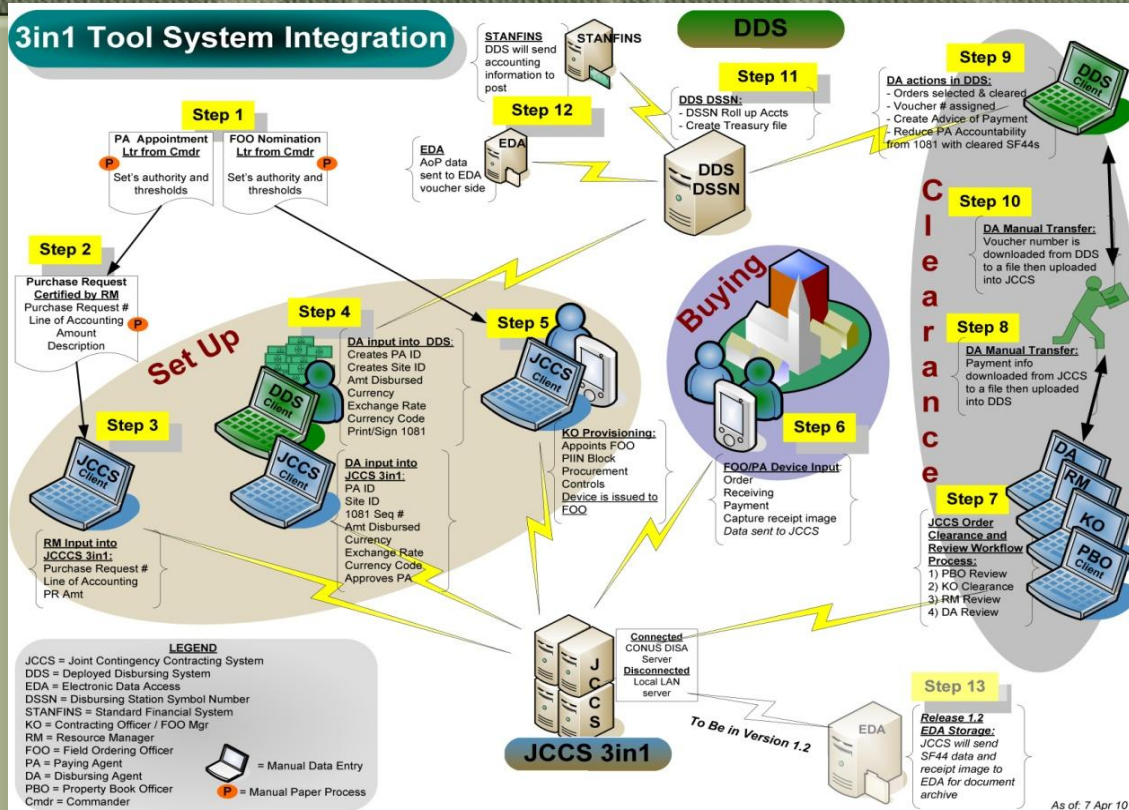 3in1 Tool System Integration
DDS
STANFINS
DDS will send
accounting
information to
post
STANFINS
Step 12
EDA
AoP data
sent to EDA
voucher side
EDA
Step 11
DDS DSSN:
- DSSN Roll up Accts
- Create Treasury file
DDS
DSSN
Step 9
DA actions in DDS:
- Orders selected & cleared
- Voucher # assigned
- Create Advice of Payment
- Reduce PA Accountability
from 1081 with cleared SF44s
DDS
Client
Step 1
PA Appointment
Ltr from Cmdr
P
Set's authority and
thresholds
FOO Nomination
Ltr from Cmdr
P
Set's authority and
thresholds
Step 2
Purchase Request
Certified by RM
Purchase Request #
Line of Accounting
Amount
Description
P
Set Up
Step 3
JCCS
Client
RM Input into
JCCCS 3in1:
Purchase Request #
Line of Accounting
PR Amt
Step 4
DDS
Client
JCCS
Client
DA input into DDS:
Creates PA ID
Creates Site ID
Amt Disbursed
Currency
Exchange Rate
Currency Code
Print/Sign 1081
DA input into
JCCS 3in1:
PA ID
Site ID
1081 Seq #
Amt Disbursed
Currency
Exchange Rate
Currency Code
Approves PA
Step 5
JCCS
Client
KO Provisioning:
Appoints FOO
PIIN Block
Procurement
Controls
Device is issued to
FOO
Buying
Step 6
FOO/PA Device Input:
Order
Receiving
Payment
Capture receipt image
Data sent to JCCS
Clearance
Step 10
DA Manual Transfer:
Voucher number is
downloaded from DDS
to a file then uploaded
into JCCS
Step 8
DA Manual Transfer:
Payment info
downloaded from JCCS
to a file then uploaded
into DDS
Step 7
JCCS Order
Clearance and
Review Workflow
Process:
1) PBO Review
2) KO Clearance
3) RM Review
4) DA Review
DA
RM
KO
PBO
Client
JCCS
Connected
CONUS DISA
Server
Disconnected
Local LAN
server
JCCS 3in1
To Be in Version 1.2
EDA
Step 13
Release 1.2
EDA Storage:
JCCS will send
SF44 data and
receipt image to
EDA for document
archive
LEGEND
JCCS = Joint Contingency Contracting System
DDS = Deployed Disbursing System
EDA = Electronic Data Access
DSSN = Disbursing Station Symbol Number
STANFINS = Standard Financial System
KO = Contracting Officer / FOO Mgr
RM = Resource Manager
FOO = Field Ordering Officer
PA = Paying Agent
DA = Disbursing Agent
PBO = Property Book Officer
Cmdr = Commander
= Manual Data Entry
P = Manual Paper Process
As of: 7 Apr 10